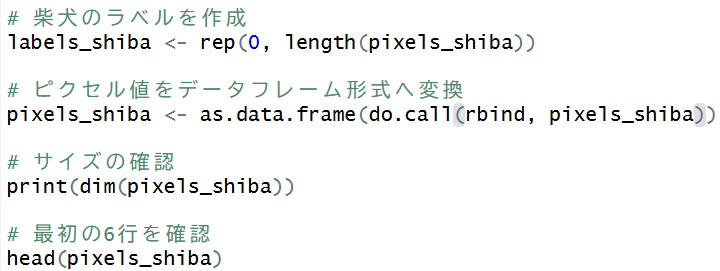 # 柴犬のラベルを作成
labels_shiba <- rep(0, length(pixels_shiba))
# ピクセル値をデータフレーム形式へ変換
pixels_shiba <- as.data.frame(do.call(rbind, pixels_shiba))
# サイズの確認
print(dim(pixels_shiba))
# 最初の6行を確認
head(pixels_shiba)